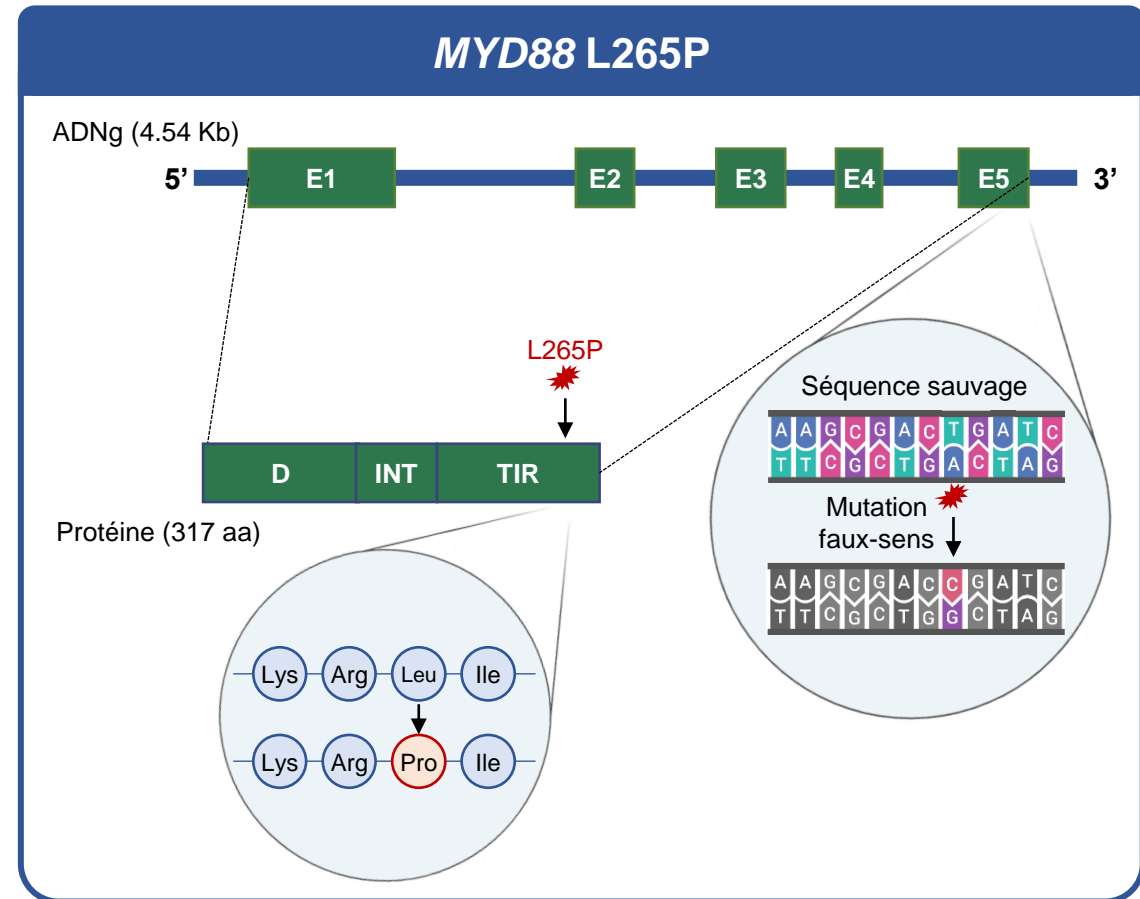 MYD88 L265P
ADNg (4.54 Kb)
5’ E1 E2 E3 E4 E5 3’
L265P
D INT TIR
Protéine (317 aa)
Séquence sauvage
A A G C G A C T G A T C
T T C G C T G A C T A G
Mutation
faux-sens
A A G C G A C C G A T C
T T C G C T G G C T A G
Lys Arg Leu Ile
Lys Arg Pro Ile